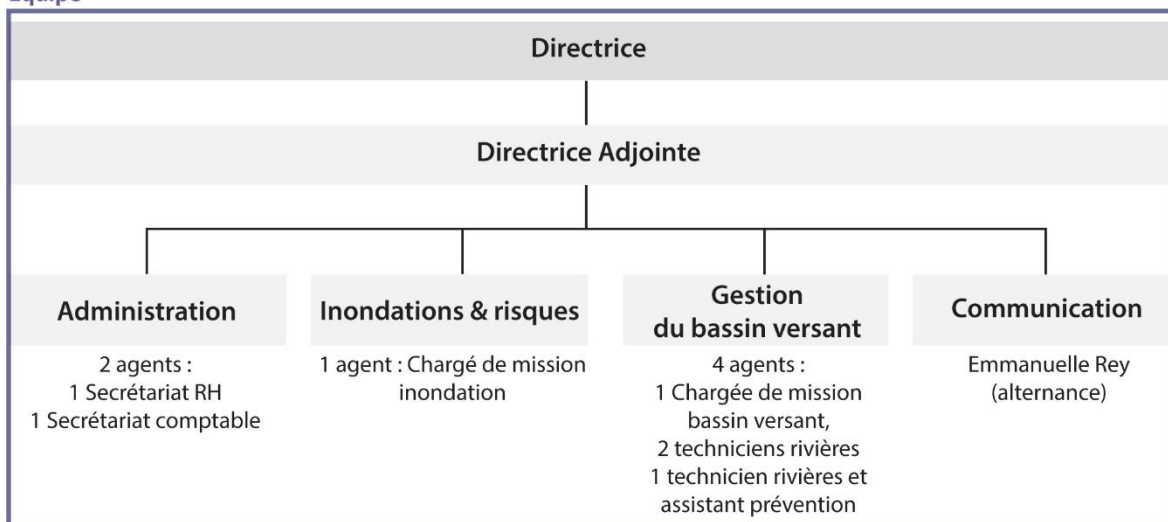 Équipe
Directrice
Directrice Adjointe
Administration
2 agents :
1 Secrétariat RH
1 Secrétariat comptable
Inondations & risques
1 agent : Chargé de mission
inondation
Gestion
du bassin versant
4 agents :
1 Chargée de mission
bassin versant,
2 techniciens rivières
1 technicien rivières et
assistant prévention
Communication
Emmanuelle Rey
(alternance)